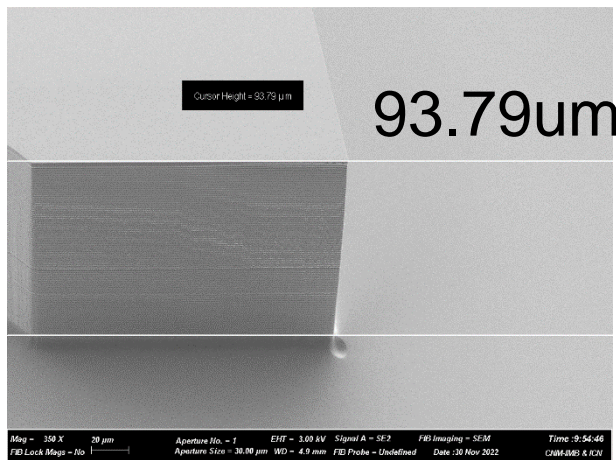 Cursor Height = 93.79 µm
93.79um
Mag = 350 X
20 µm
Aperture No. = 1
EHT = 3.00 kV
Signal A = SE2
FIB Imaging = SEM
Time :9:54:46
FIB Lock Mags = No
Aperture Size = 30.00 µm
WD = 4.9 mm
FIB Probe = Undefined
Date :30 Nov 2022
CNM-IMB & ICN